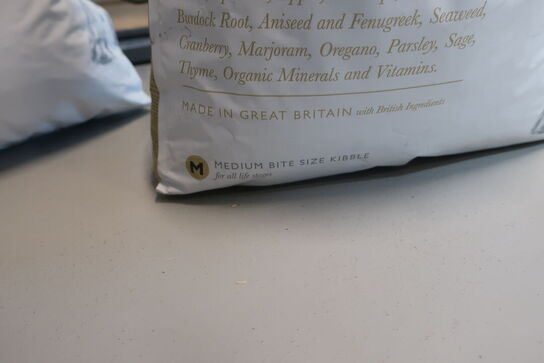 Burdock Root, Aniseed and Fenugreek, Seaweed,
Cranberry, Marjoram, Oregano, Parsley, Sage,
Thyme, Organic Minerals and Vitamins.
MADE IN GREAT BRITAIN with British Ingredients
M MEDIUM BITE SIZE KIBBLE
for all life stages